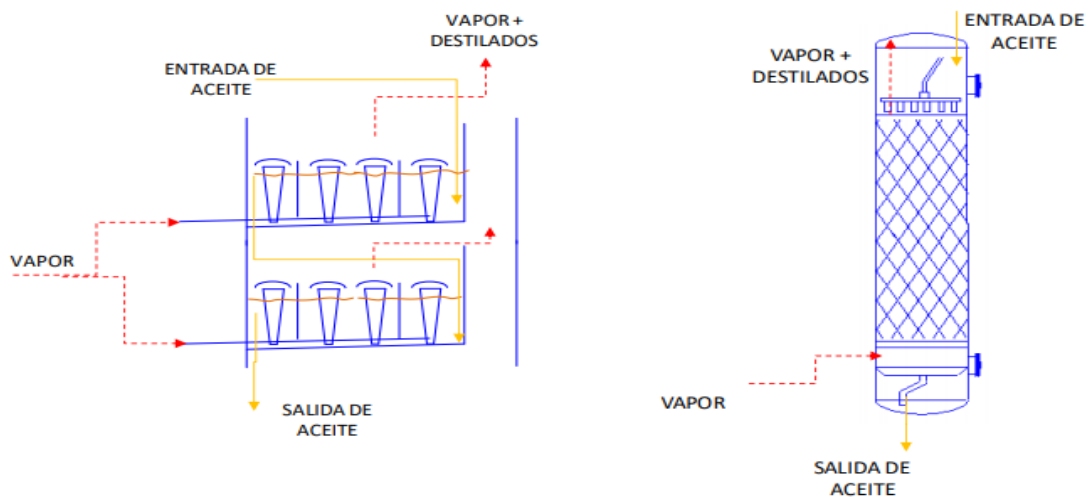 VAPOR +
DESTILADOS
ENTRADA DE
ACEITE
VAPOR
SALIDA DE
ACEITE
ENTRADA DE
ACEITE
VAPOR +
DESTILADOS
VAPOR
SALIDA DE
ACEITE